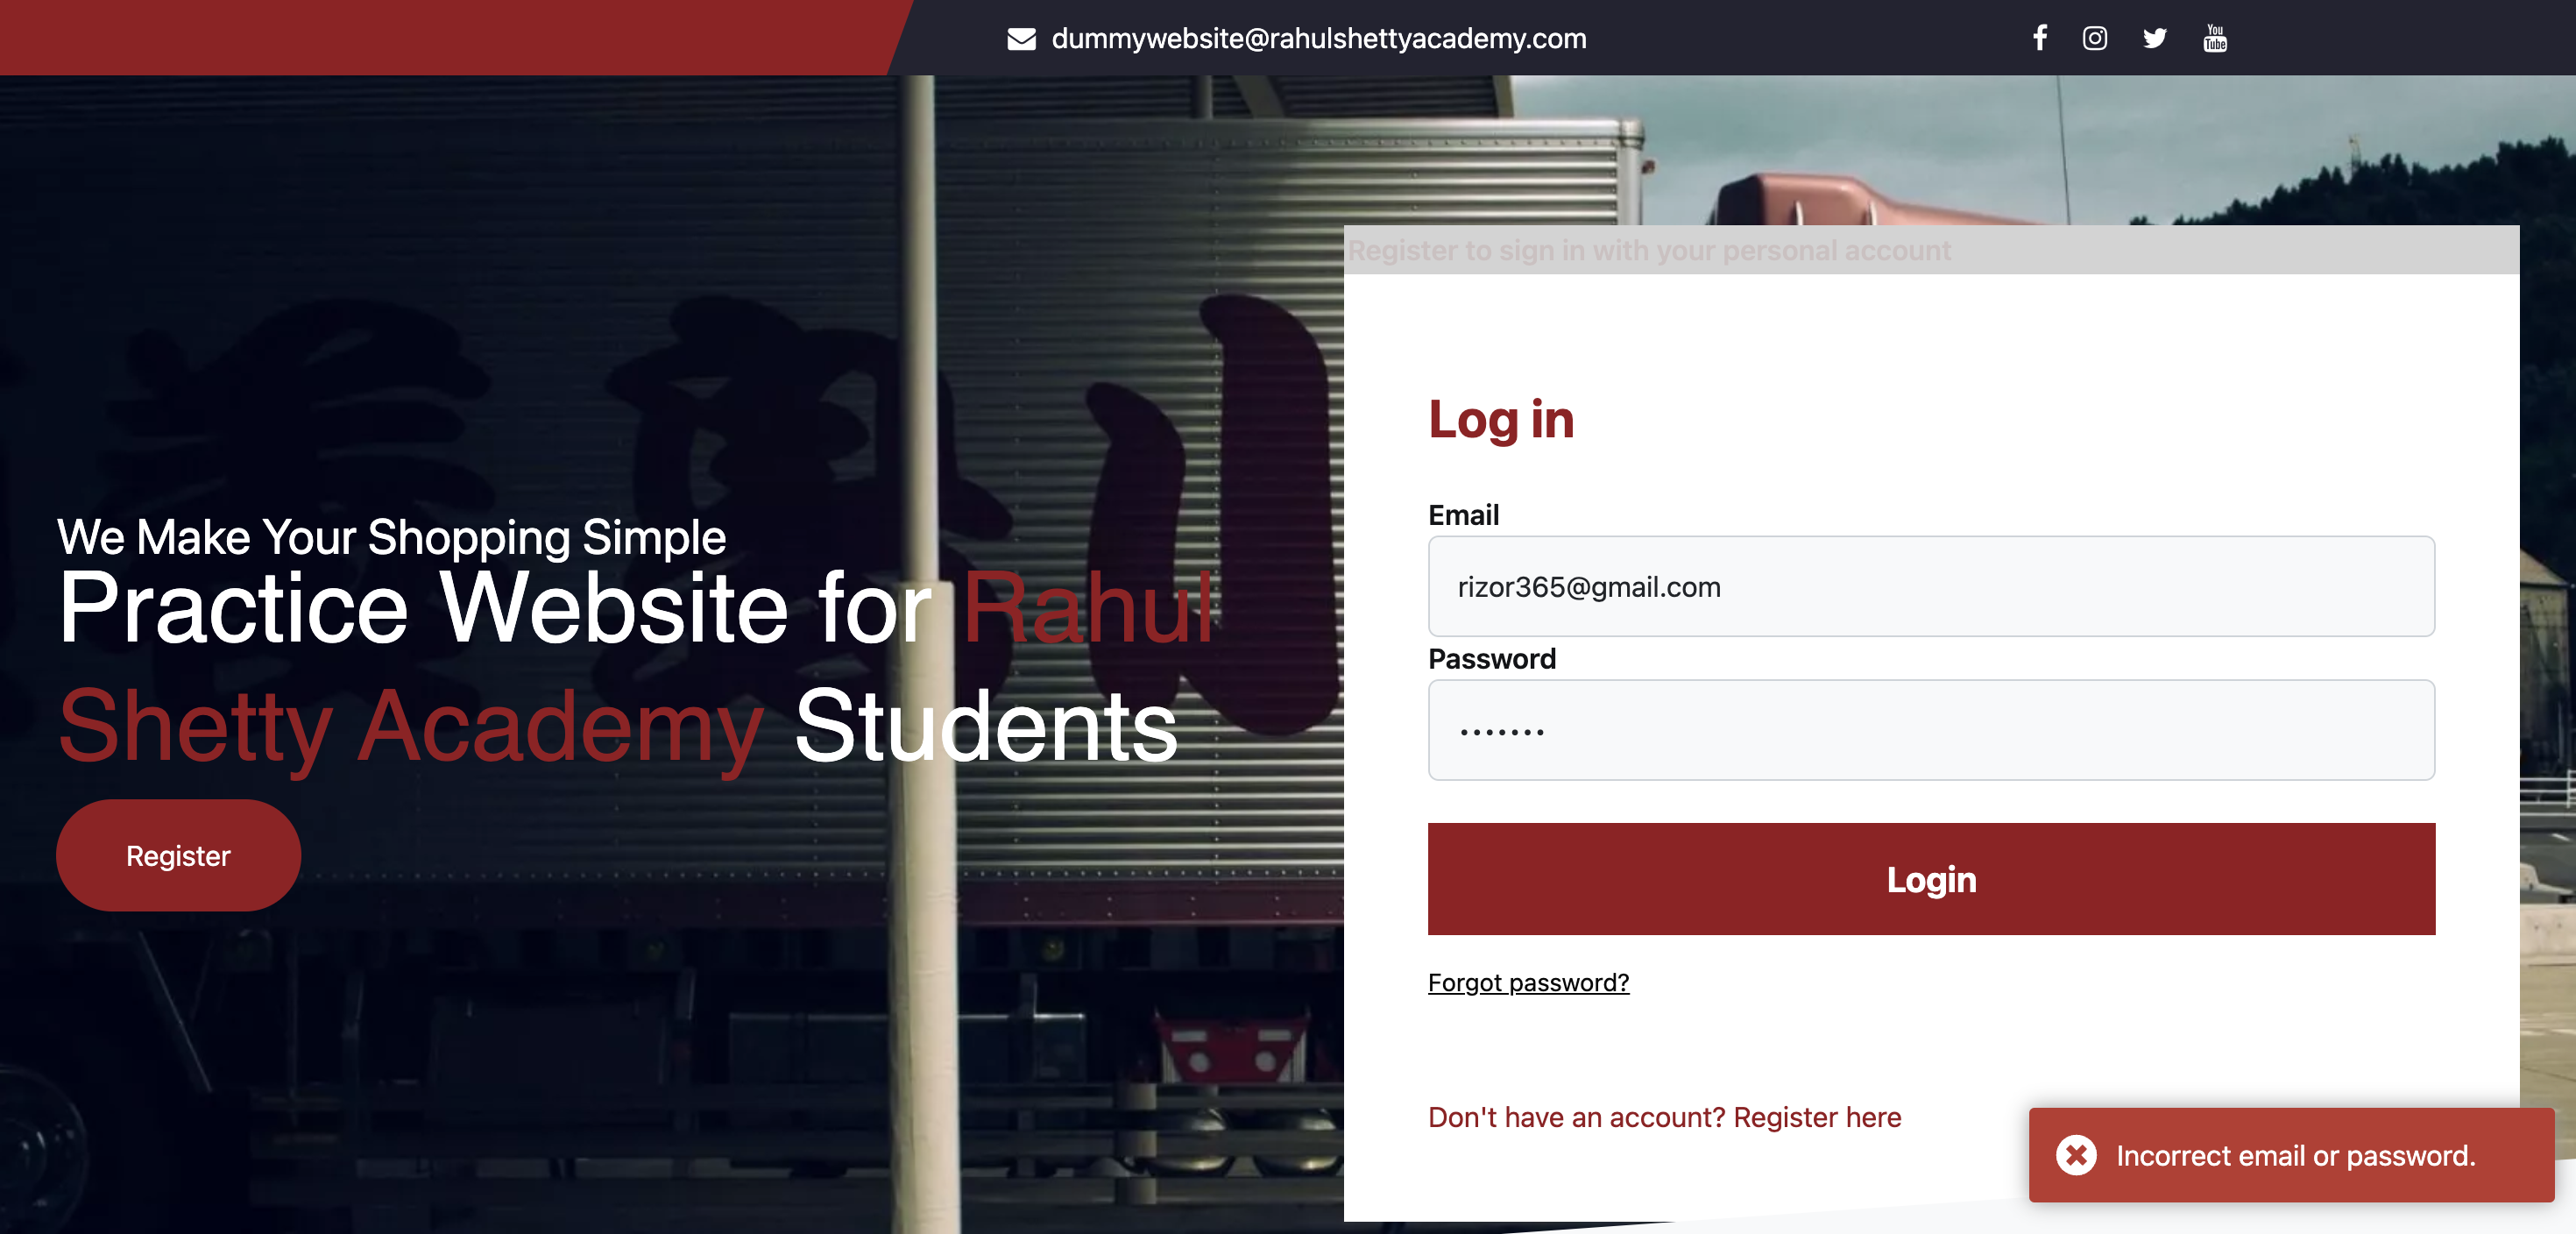 dummywebsite@rahulshettyacademy.com
You
Tube
Register to sign in with your personal account
We Make Your Shopping Simple
Practice Website for Rahul
Shetty Academy Students
Register
Log in
Email
rizor365@gmail.com
Password
•••••••
Login
Forgot password?
Don't have an account? Register here
Incorrect email or password.